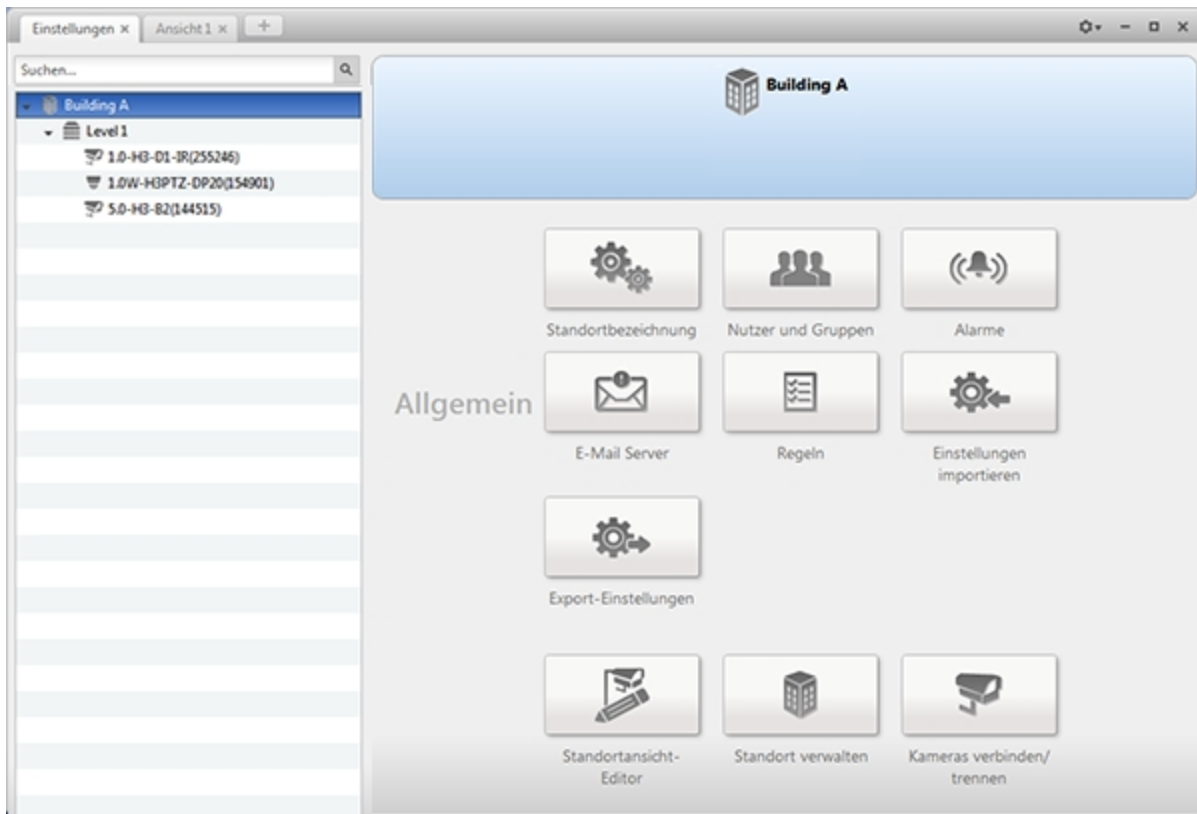 Einstellungen ×
Ansicht 1 ×
+
Suchen...
Building A
Level 1
1.0-H3-D1-IR(255246)
1.0W-H3PTZ-DP20(154901)
5.0-H3-B2(144515)
Building A
Allgemein
Standortbezeichnung
Nutzer und Gruppen
Alarme
E-Mail Server
Regeln
Einstellungen
importieren
Export-Einstellungen
Standortansicht-
Editor
Standort verwalten
Kameras verbinden/
trennen